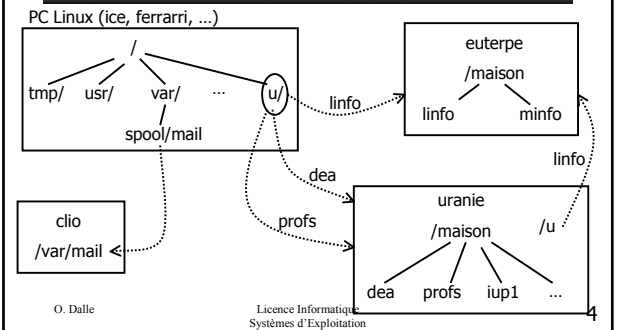 PC Linux (ice, ferrarri, ...)
/
tmp/ usr/ var/ ... u/
spool/mail
linfo
euterpe
/maison
linfo minfo
linfo
dea
profs
clio
/var/mail
uranie
/maison /u
dea profs iup1 ...
O. Dalle
Licence Informatique
Systèmes d'Exploitation
4